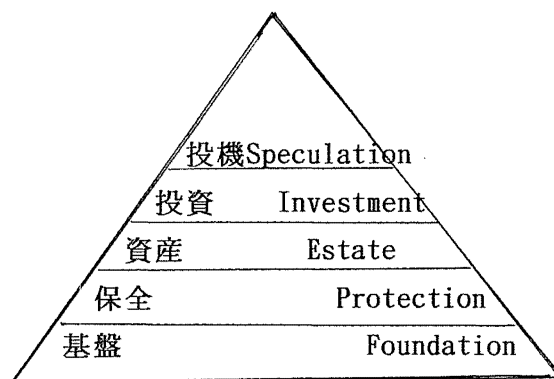 投機Speculation
投資 Investment
資産 Estate
保全 Protection
基盤 Foundation